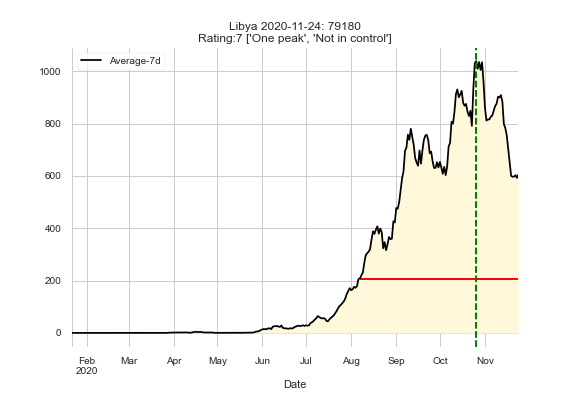 Libya 2020-11-24: 79180
Rating:7 ['One peak', 'Not in control']
Average-7d
1000
800
600
400
200
0
Feb Mar Apr May Jun Jul Aug Sep Oct Nov
2020
Date